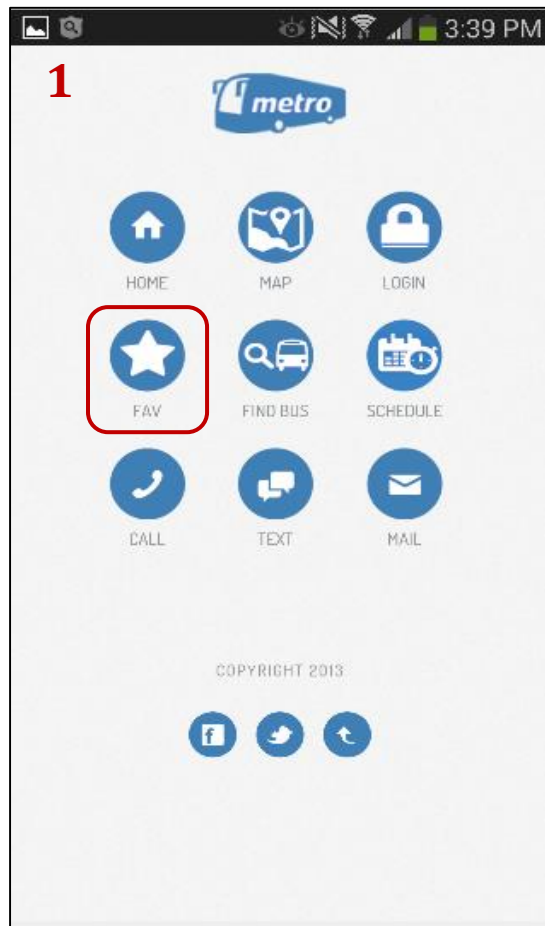 3:39 PM
1
metro
HOME MAP LOGIN
FAV FIND BUS SCHEDULE
CALL TEXT MAIL
COPYRIGHT 2013
f